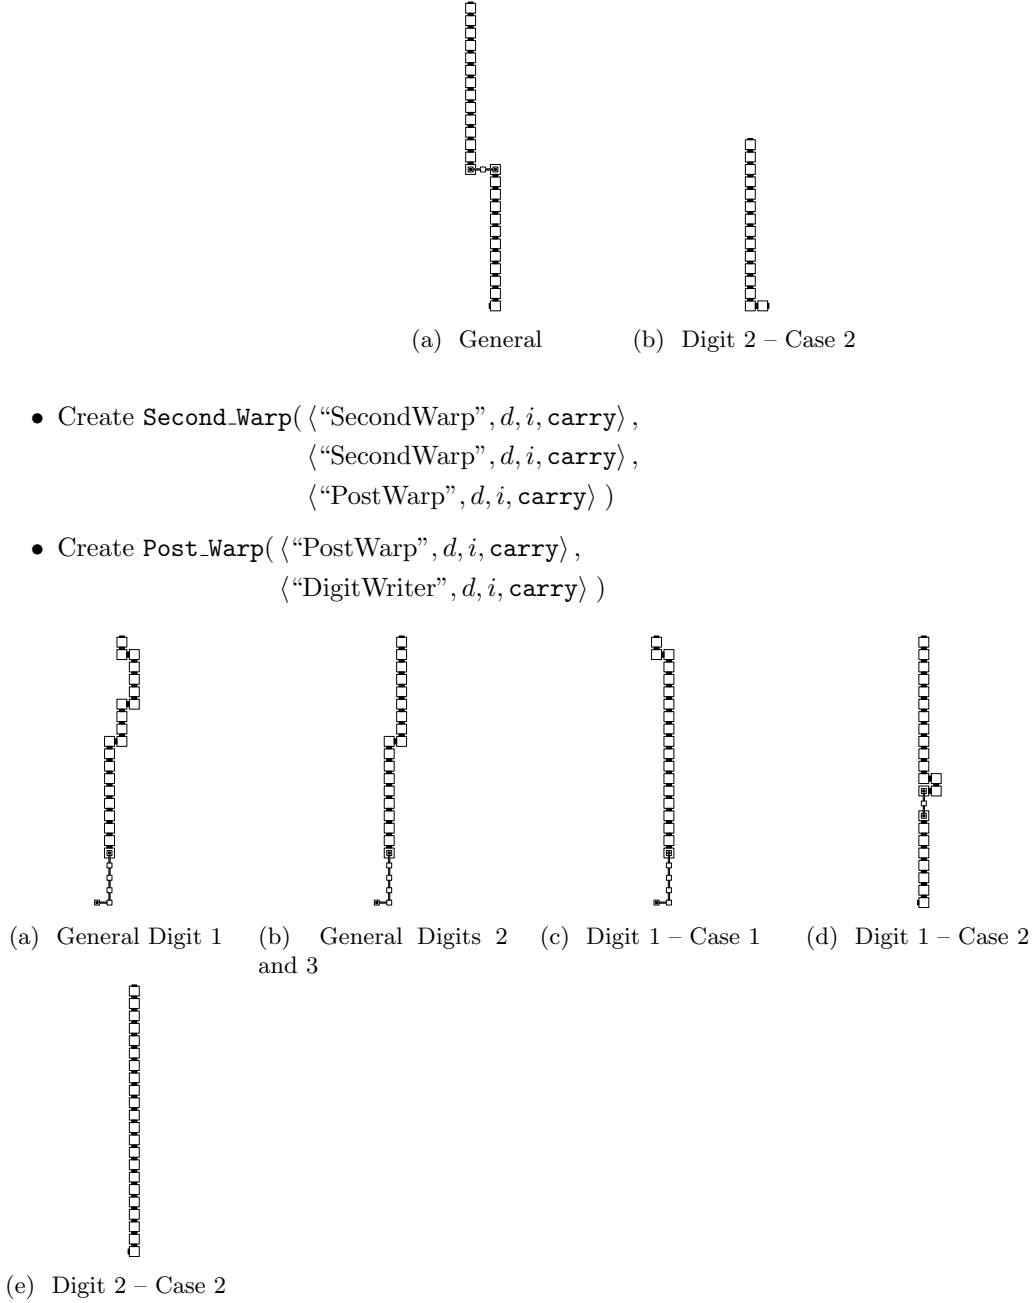 (a) General
(b) Digit 2 – Case 2
• Create Second_Warp( ⟨“SecondWarp”, d, i, carry⟩ ,
⟨“SecondWarp”, d, i, carry⟩ ,
⟨“PostWarp”, d, i, carry⟩ )
• Create Post_Warp( ⟨“PostWarp”, d, i, carry⟩ ,
⟨“DigitWriter”, d, i, carry⟩ )
(a) General Digit 1
(b) General Digits 2
and 3
(c) Digit 1 – Case 1
(d) Digit 1 – Case 2
(e) Digit 2 – Case 2